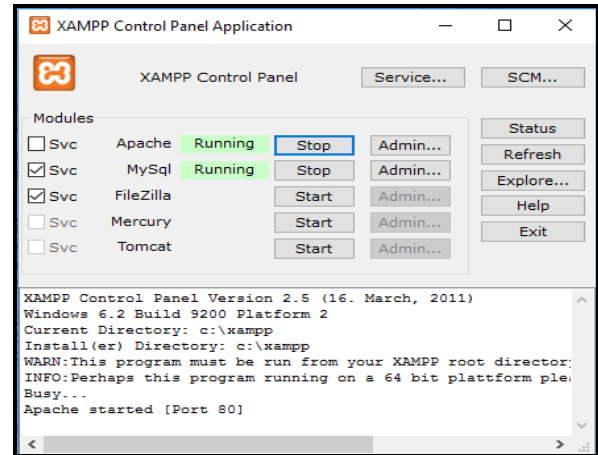 XAMPP Control Panel Application
XAMPP Control Panel Service... SCM...
Modules
Svc Apache Running Stop Admin...
Svc MySql Running Stop Admin...
Svc FileZilla Start Admin...
Svc Mercury Start Admin...
Svc Tomcat Start Admin...
Status
Refresh
Explore...
Help
Exit
XAMPP Control Panel Version 2.5 (16. March, 2011)
Windows 6.2 Build 9200 Platform 2
Current Directory: c:\xampp
Install(er) Directory: c:\xampp
WARN:This program must be run from your XAMPP root director
INFO:Perhaps this program running on a 64 bit plattform ple
Busy...
Apache started [Port 80]